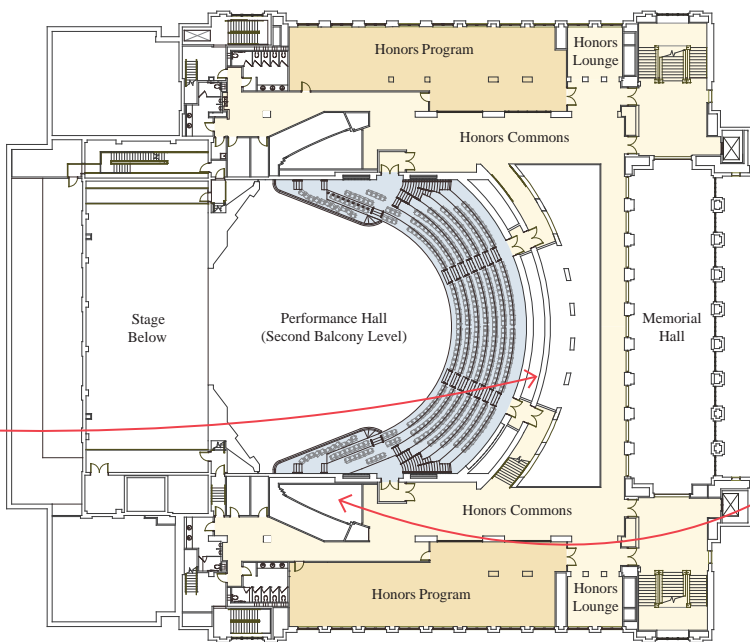 Honors Program
Honors
Lounge
Honors Commons
Stage
Below
Performance Hall
(Second Balcony Level)
Memorial
Hall
Honors Commons
Honors Program
Honors
Lounge